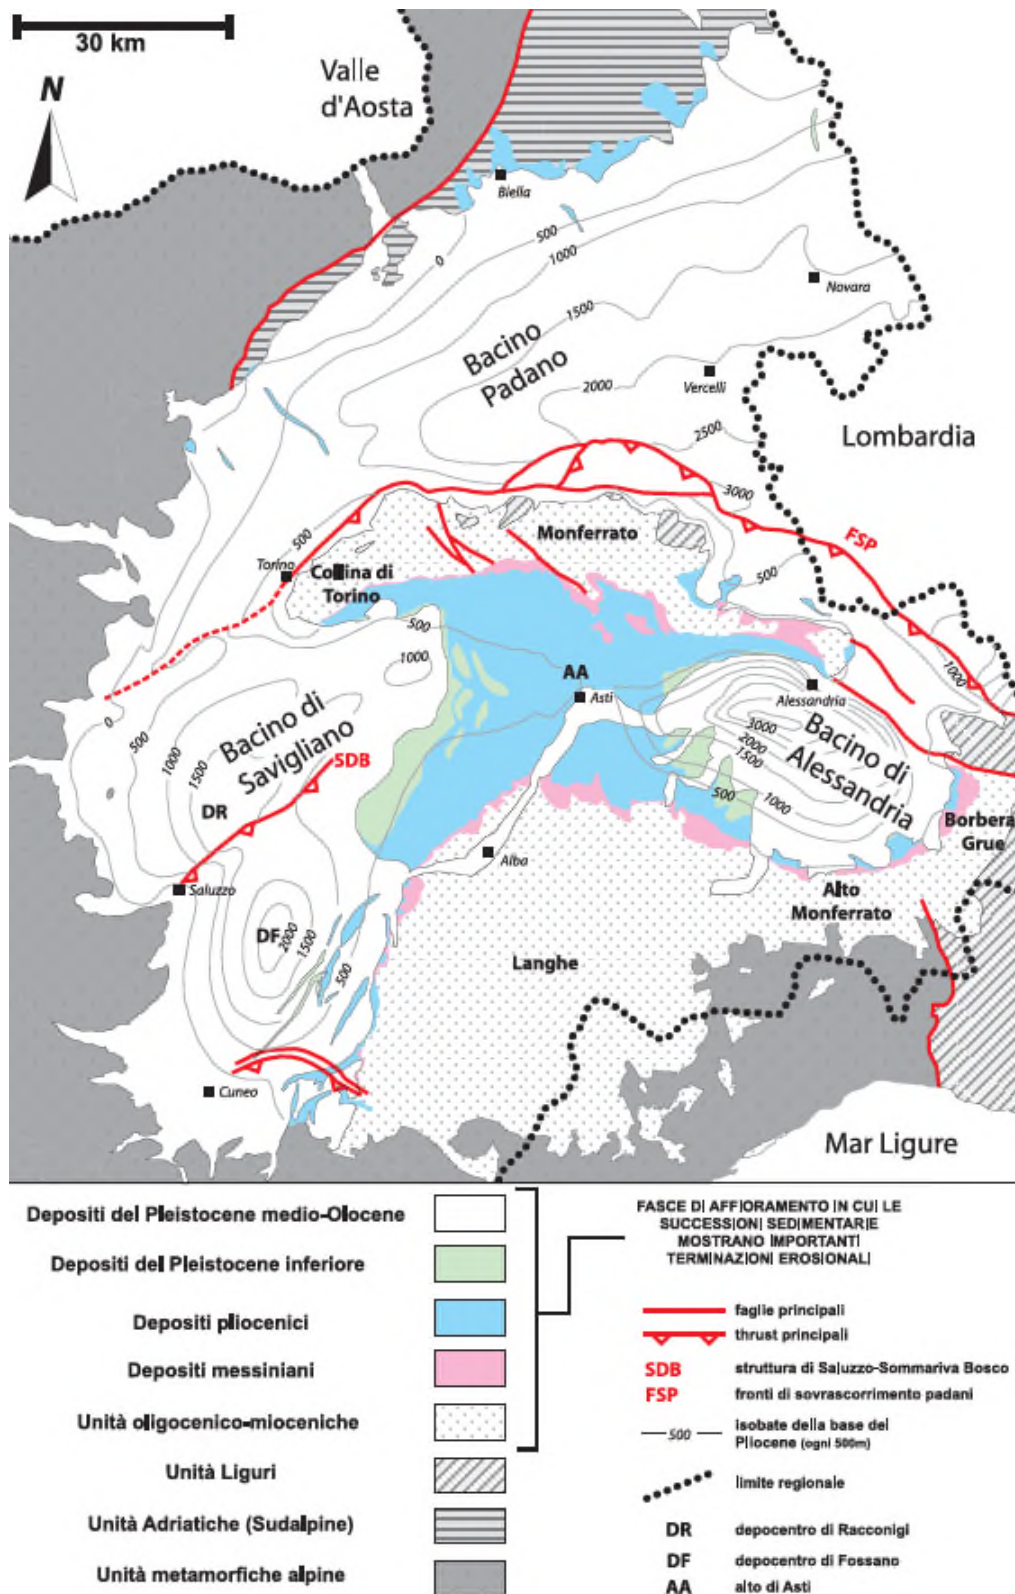 30 km
N
Valle
d'Aosta
Biella
0
500
1000
1500
Novara
Bacino
Padano
2000
Vercelli
2500
Lombardia
3000
FSP
500
Monferrato
Torino
Collina di
Torino
500
500
1000
1000
AA
Asti
Alessandria
0
500
1000
1500
Bacino di
Savigliano
SDB
DR
3000
2000
1500
500
1000
Bacino di
Alessandria
Borbera
Grue
Alba
Saluzzo
Alto
Monferrato
DF
2000
1500
500
Langhe
Cuneo
Mar Ligure
Depositi del Pleistocene medio-Olocene
Depositi del Pleistocene inferiore
Depositi pliocenici
Depositi messiniani
Unità oligocenico-mioceniche
Unità Liguri
Unità Adriatiche (Sudalpine)
Unità metamorfiche alpine
FASCE DI AFFIORAMENTO IN CUI LE
SUCCESSIONI SEDIMENTARIE
MOSTRANO IMPORTANTI
TERMINAZIONI EROSIONALI
faglie principali
thrust principali
SDB struttura di Saluzzo-Sommariva Bosco
FSP fronti di sovrascorrimento padani
500 isobate della base del
Pliocene (ogni 500m)
limite regionale
DR depocentro di Racconigi
DF depocentro di Fossano
AA alto di Asti